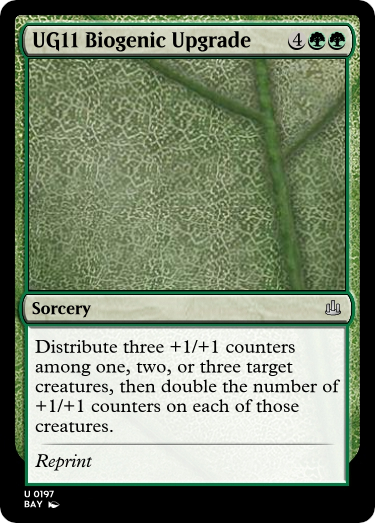 UG11 Biogenic Upgrade 4
Sorcery
Distribute three +1/+1 counters
among one, two, or three target
creatures, then double the number of
+1/+1 counters on each of those
creatures.
Reprint
U 0197
BAY